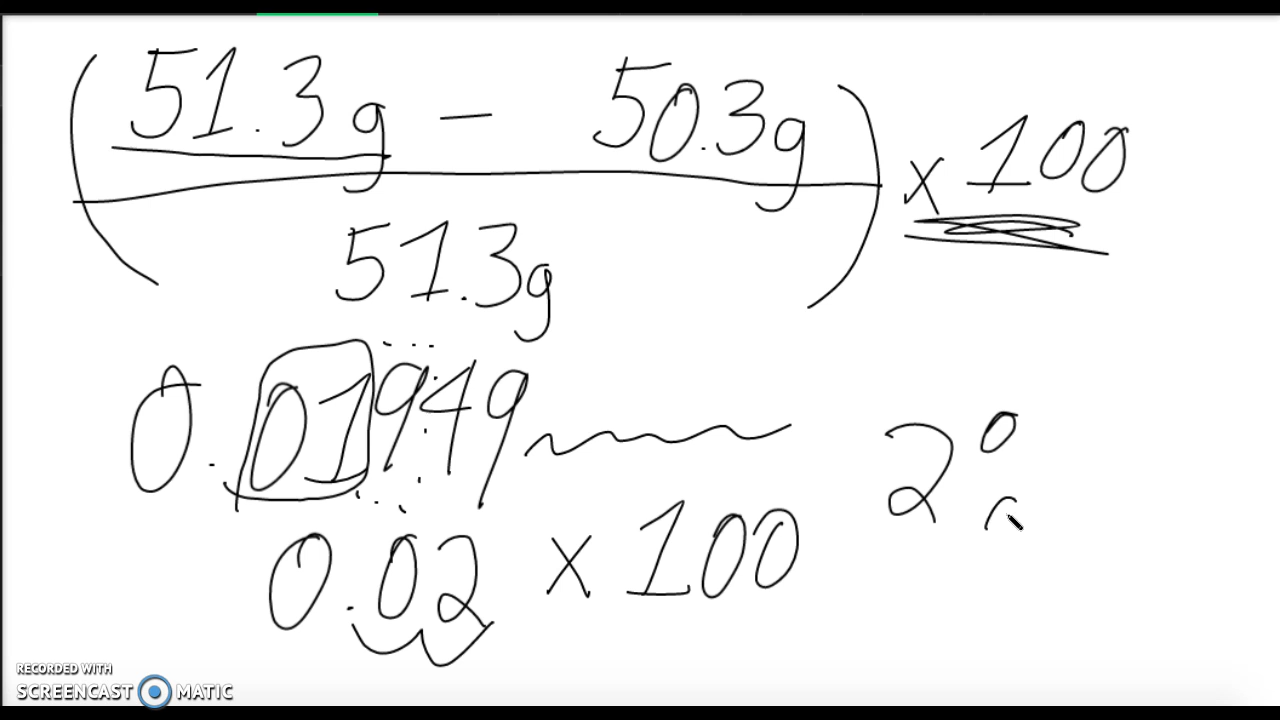 ( 51.3g - 50.3g ) x 100
51.3g
0.01949
0.02 x 100
2
RECORDED WITH
SCREENCAST MATIC